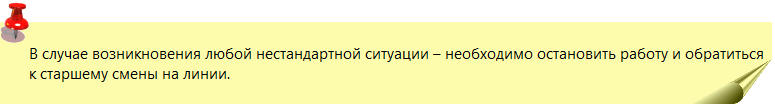 В случае возникновения любой нестандартной ситуации – необходимо остановить работу и обратиться
к старшему смены на линии.